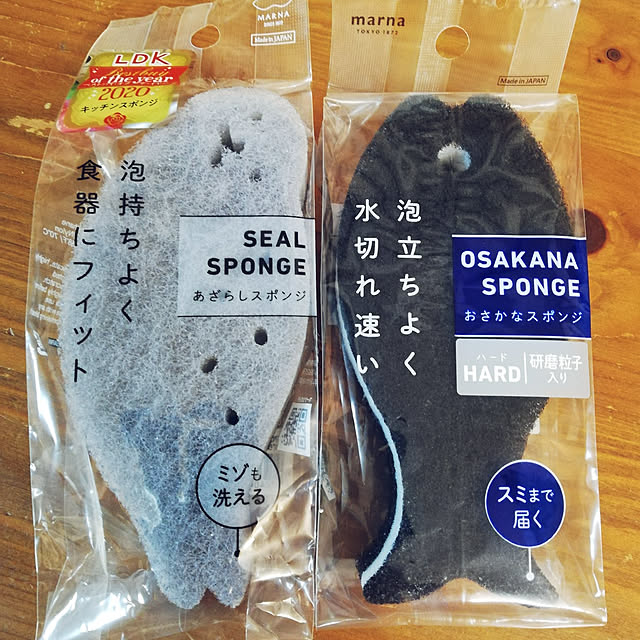 MARNA
SINCE 1872
Made in JAPAN
LDK
Best buy
of the year
2020
キッチンスポンジ
泡持ちよく
食器にフィット
SEAL
SPONGE
あざらしスポンジ
ミゾも
洗える
marna
TOKYO 1872
Made in JAPAN
泡立ちよく
水切れ速い
OSAKANA
SPONGE
おさかなスポンジ
ハード
HARD
研磨粒子
入り
スミまで
届く